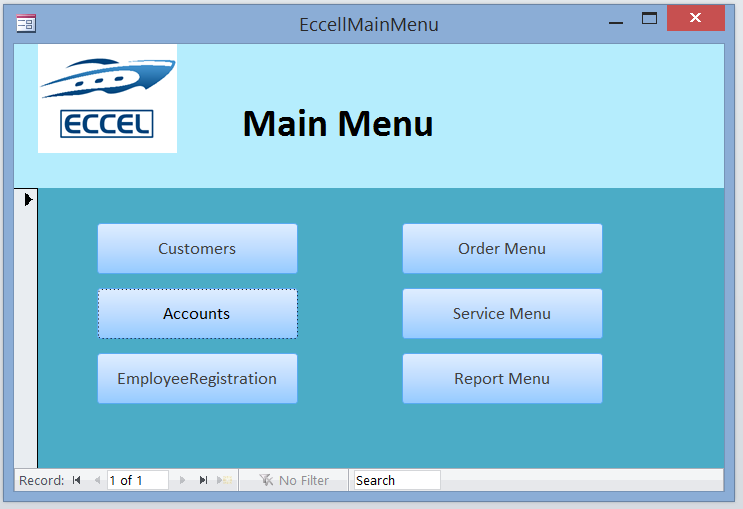 EccellMainMenu
ECCEL
Main Menu
Customers
Order Menu
Accounts
Service Menu
EmployeeRegistration
Report Menu
Record: 1 of 1 No Filter Search